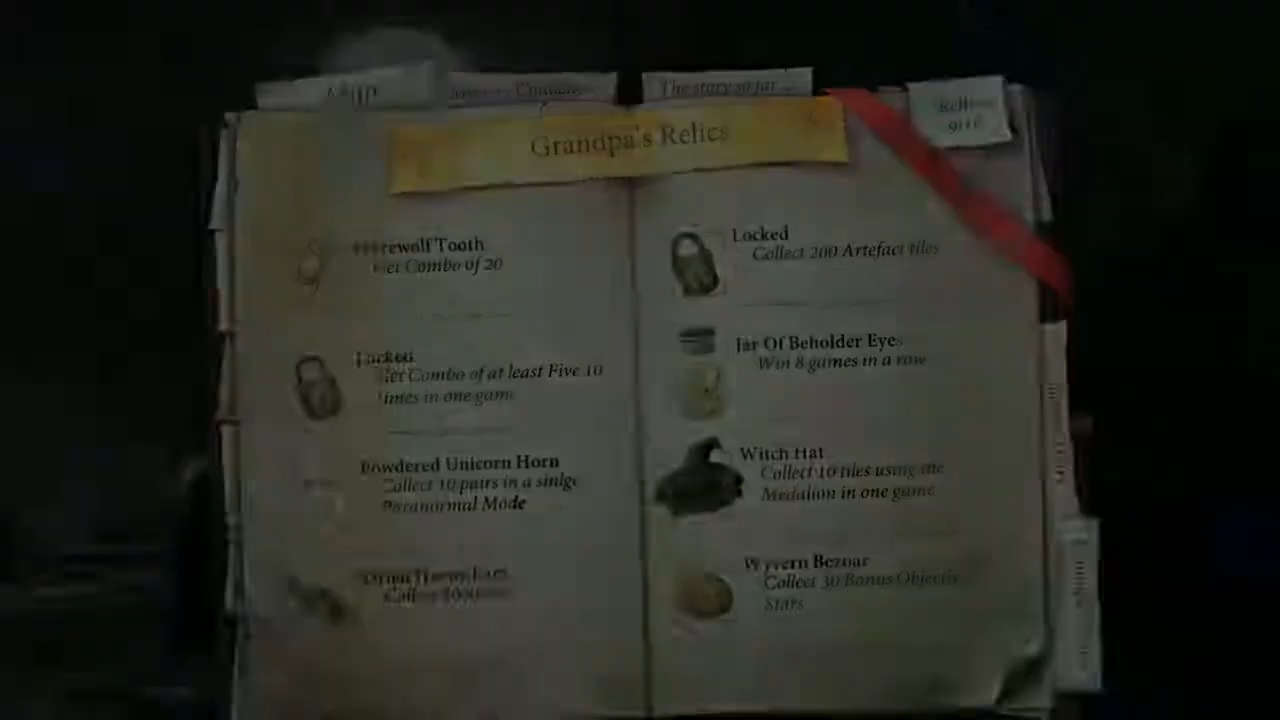 The story so far ...
Grandpa's Relics
Werewolf Tooth
Get Combo of 20
Locked
Get Combo of at least Five 10
times in one game
Powdered Unicorn Horn
Collect 10 pairs in a sinlge
Paranormal Mode
Locked
Collect 200 Artefact tiles
Jar Of Beholder Eyes
Win 8 games in a row
Witch Hat
Collect 10 tiles using the
Medalion in one game
Wyvern Bezoar
Collect 30 Bonus Objective
Stars